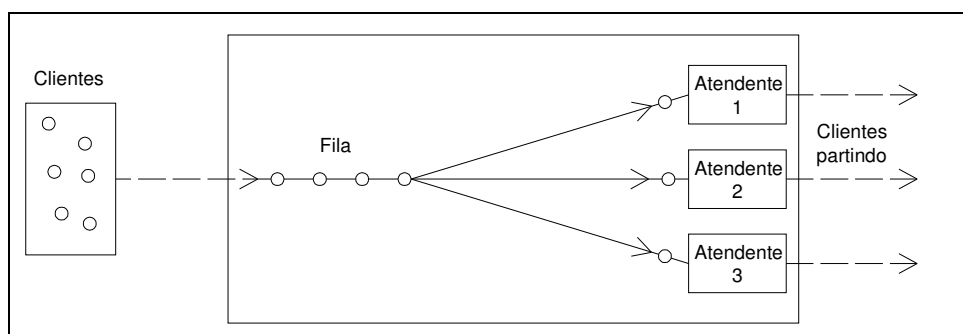 Clientes
Fila
Atendente
1
Atendente
2
Atendente
3
Clientes
partindo